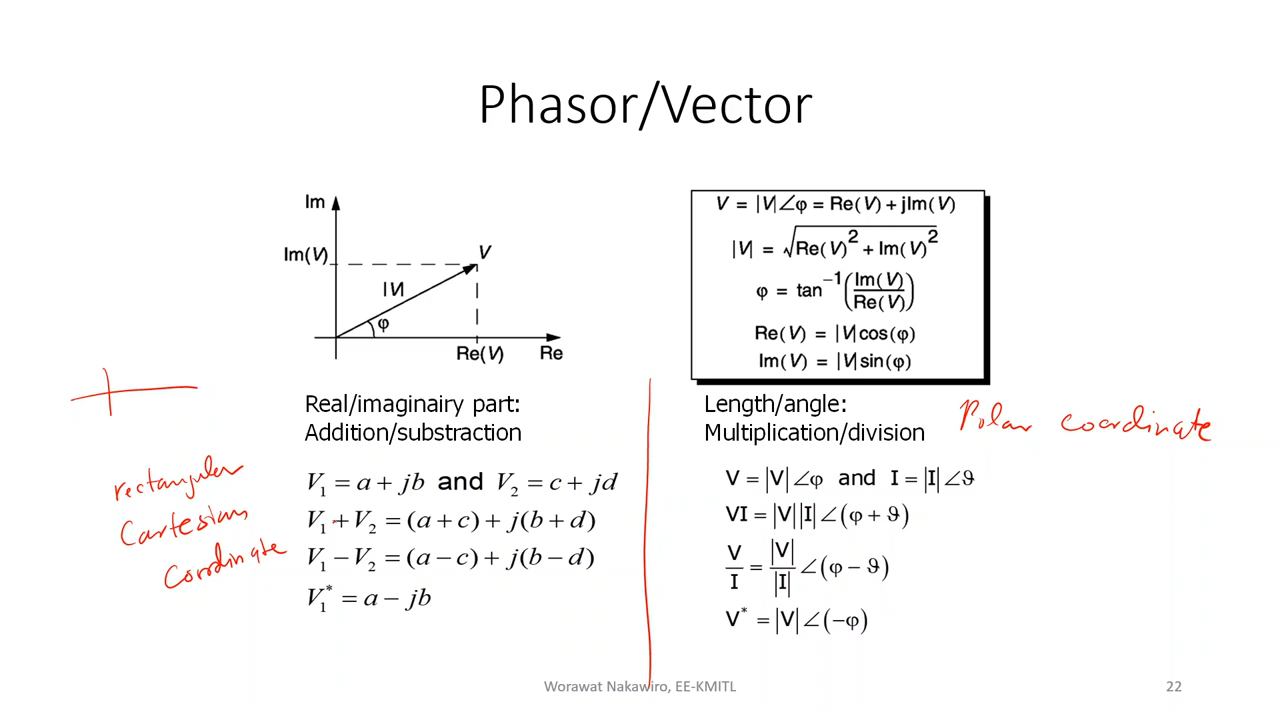 Phasor/Vector
Im
Im(V)
V
|V|
φ
Re(V)
Re
V = |V|∠φ = Re(V) + jIm(V)
|V| = √(Re(V)² + Im(V)²)
φ = tan⁻¹(Im(V)/Re(V))
Re(V) = |V|cos(φ)
Im(V) = |V|sin(φ)
Real/imaginairy part:
Addition/substraction
rectangular
Cartesian
Coordinate
V₁ = a + jb and V₂ = c + jd
V₁ + V₂ = (a + c) + j(b + d)
V₁ − V₂ = (a − c) + j(b − d)
V₁* = a − jb
Length/angle:
Multiplication/division
Polar coordinate
V = |V|∠φ and I = |I|∠ϑ
VI = |V||I|∠(φ + ϑ)
V/I = |V|/|I| ∠(φ − ϑ)
V* = |V|∠(−φ)
Worawat Nakawiro, EE-KMITL
22